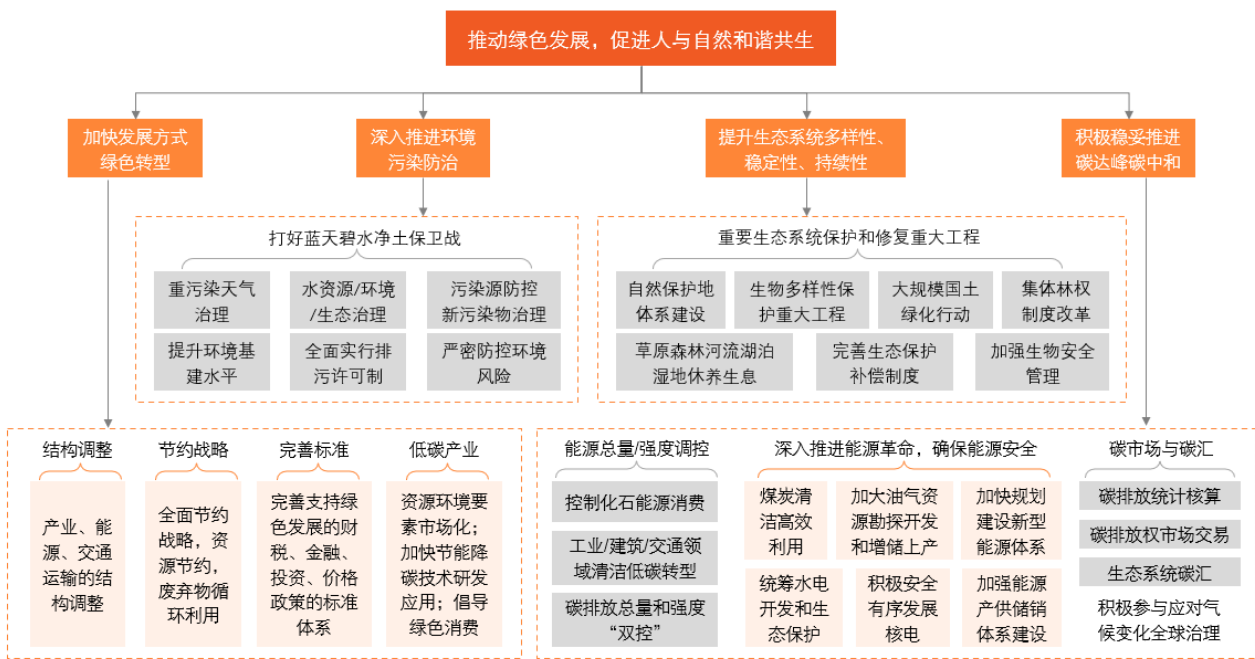 推动绿色发展，促进人与自然和谐共生
加快发展方式
绿色转型
深入推进环境
污染防治
提升生态系统多样性、
稳定性、持续性
积极稳妥推进
碳达峰碳中和
打好蓝天碧水净土保卫战
重污染天气
治理
水资源/环境
/生态治理
污染源防控
新污染物治理
提升环境基
建水平
全面实行排
污许可制
严密防控环境
风险
重要生态系统保护和修复重大工程
自然保护地
体系建设
生物多样性保
护重大工程
大规模国土
绿化行动
集体林权
制度改革
草原森林河流湖泊
湿地休养生息
完善生态保护
补偿制度
加强生物安全
管理
结构调整
产业、能
源、交通
运输的结
构调整
节约战略
全面节约
战略，资
源节约，
废弃物循
环利用
完善标准
完善支持绿
色发展的财
税、金融、
投资、价格
政策的标准
体系
低碳产业
资源环境要
素市场化；
加快节能降
碳技术研发
应用；倡导
绿色消费
能源总量/强度调控
控制化石能源消费
工业/建筑/交通领
域清洁低碳转型
碳排放总量和强度
“双控”
深入推进能源革命，确保能源安全
煤炭清
洁高效
利用
加大油气资
源勘探开发
和增储上产
加快规划
建设新型
能源体系
统筹水电
开发和生
态保护
积极安全
有序发展
核电
加强能源
产供储销
体系建设
碳市场与碳汇
碳排放统计核算
碳排放权市场交易
生态系统碳汇
积极参与应对气
候变化全球治理